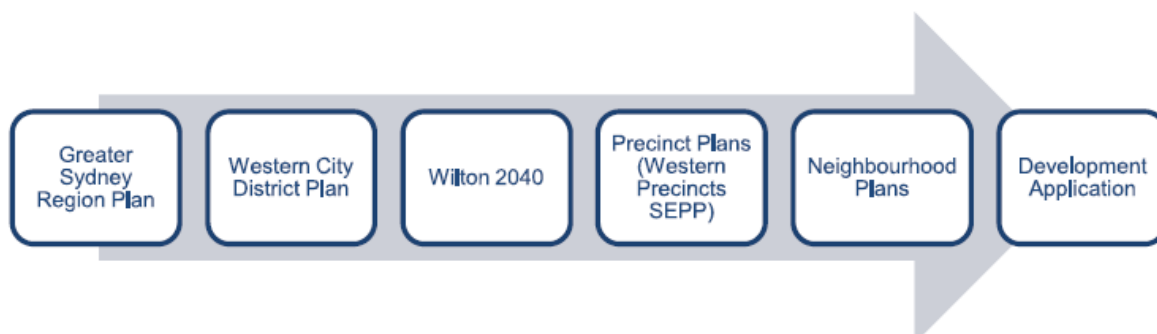 Greater
Sydney
Region Plan
Western City
District Plan
Wilton 2040
Precinct Plans
(Western
Precincts
SEPP)
Neighbourhood
Plans
Development
Application